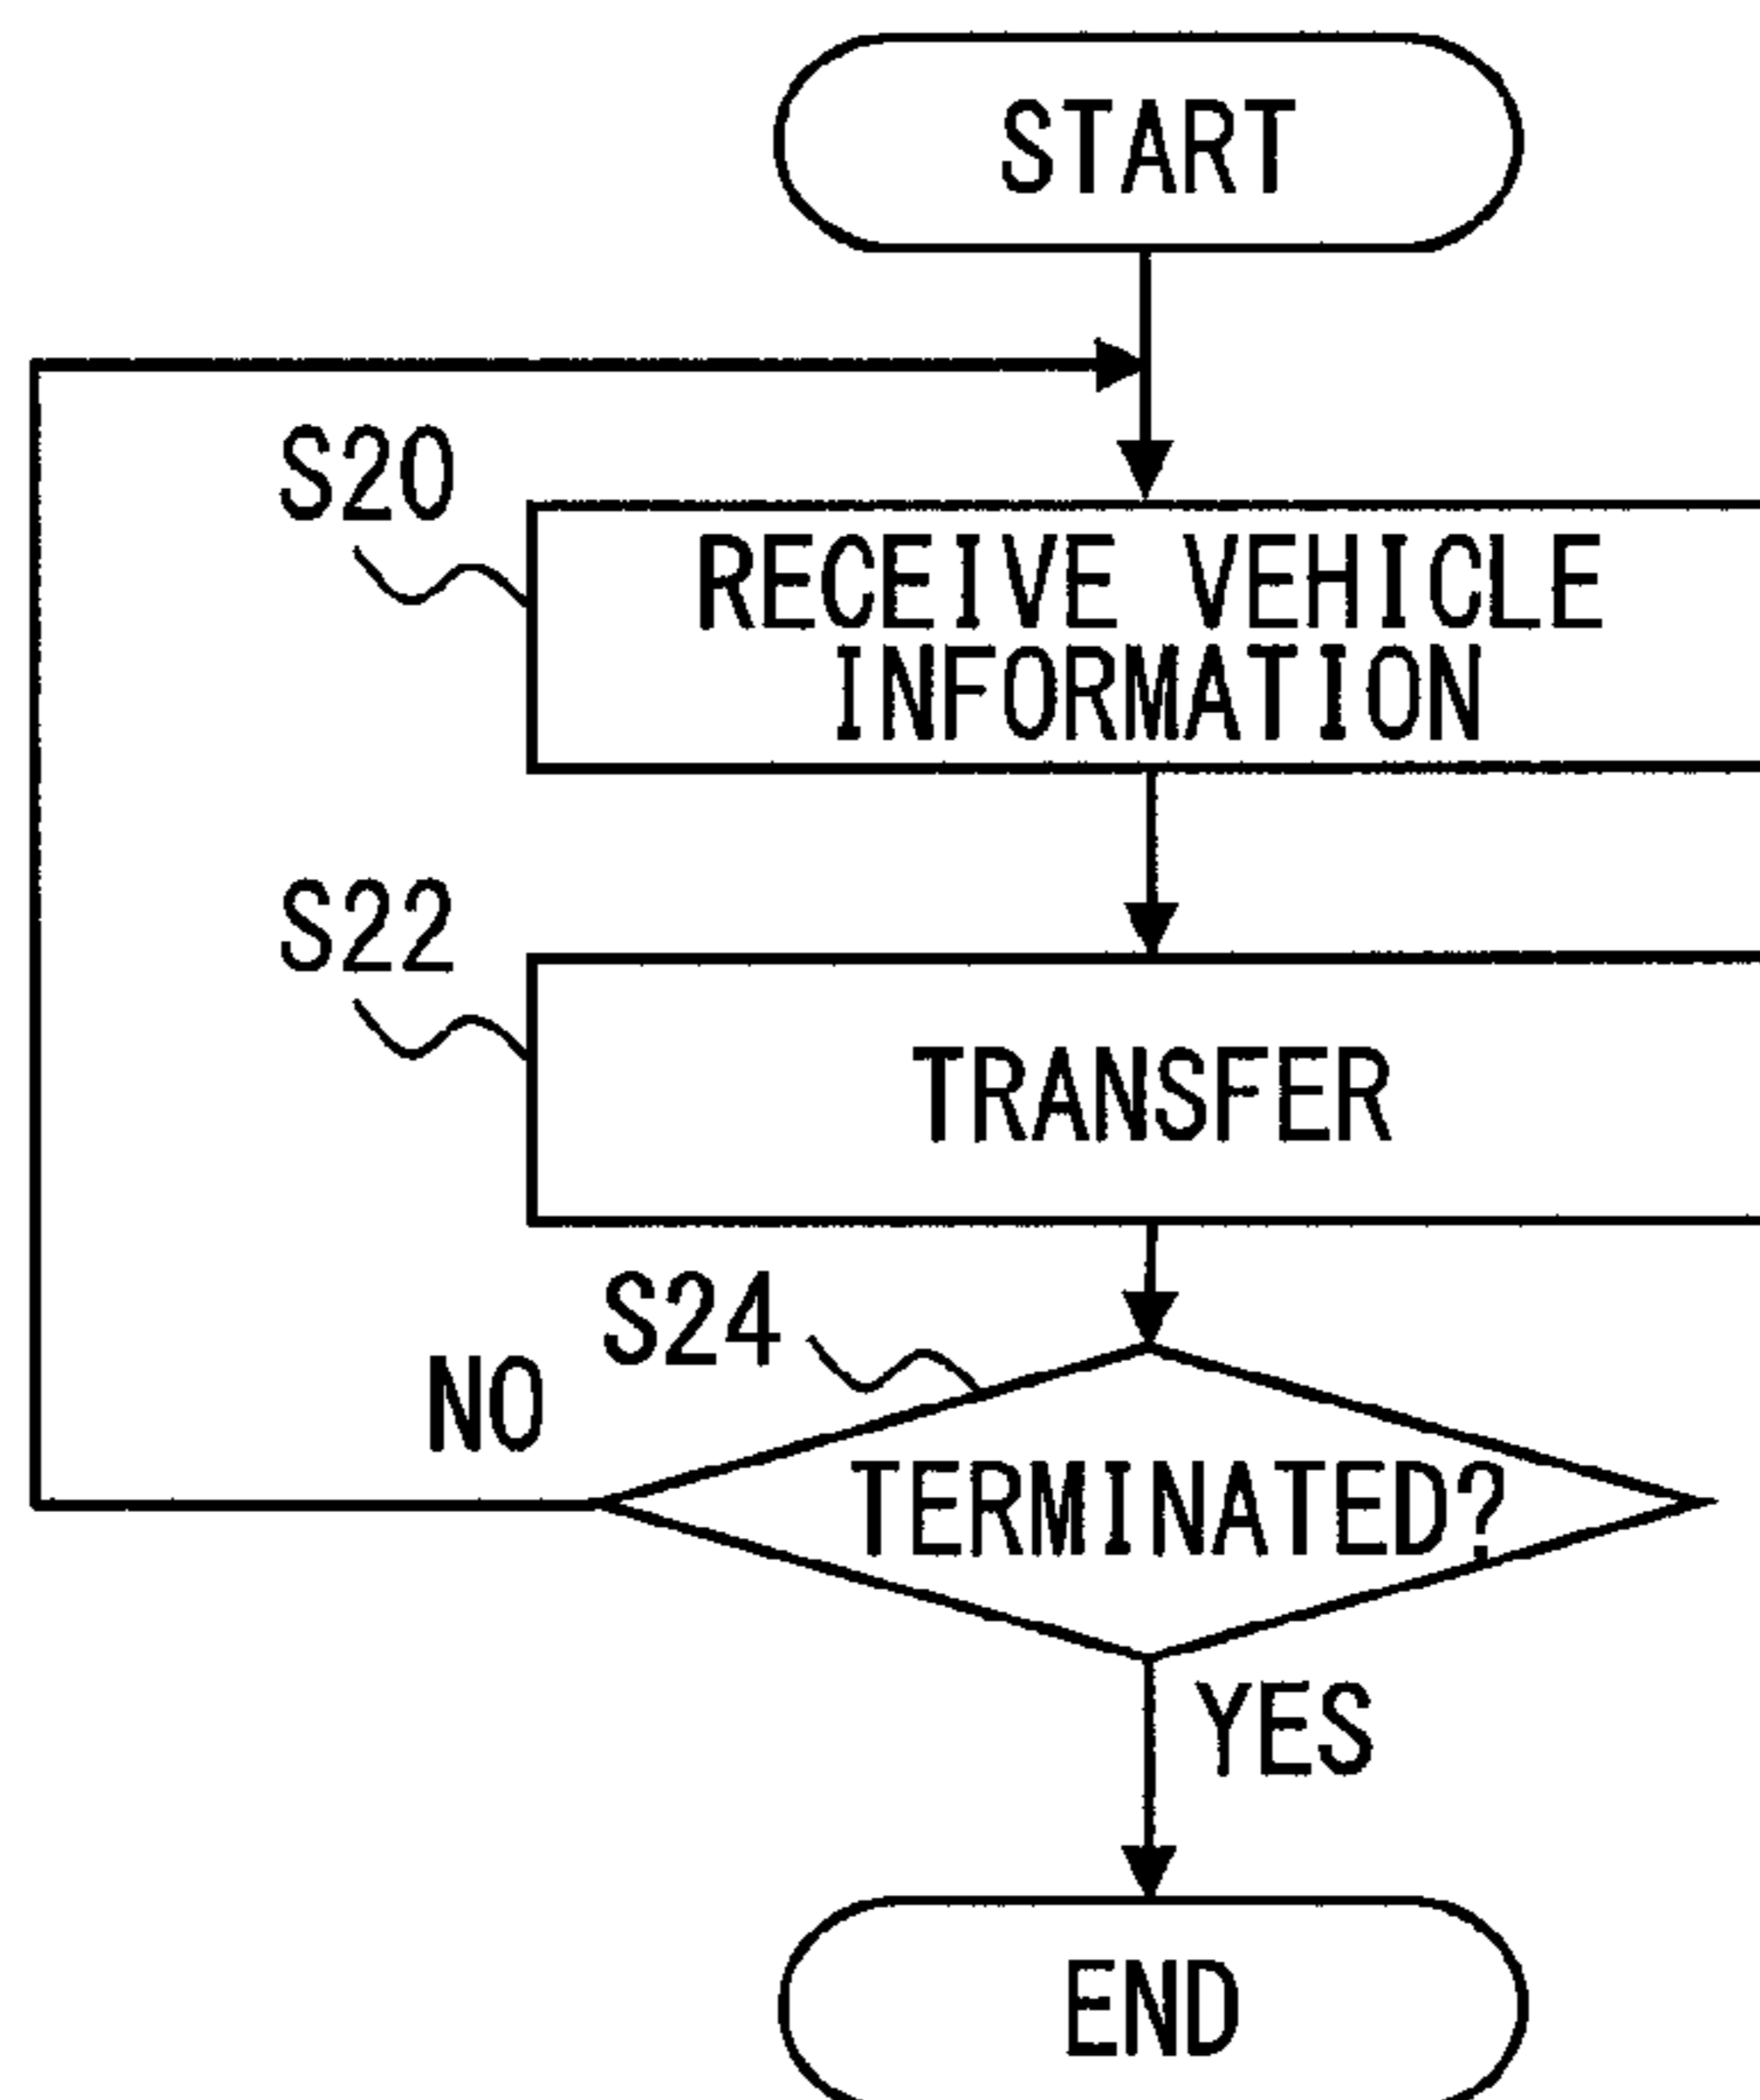 START
S20
RECEIVE VEHICLE
INFORMATION
S22
TRANSFER
S24
NO
TERMINATED?
YES
END